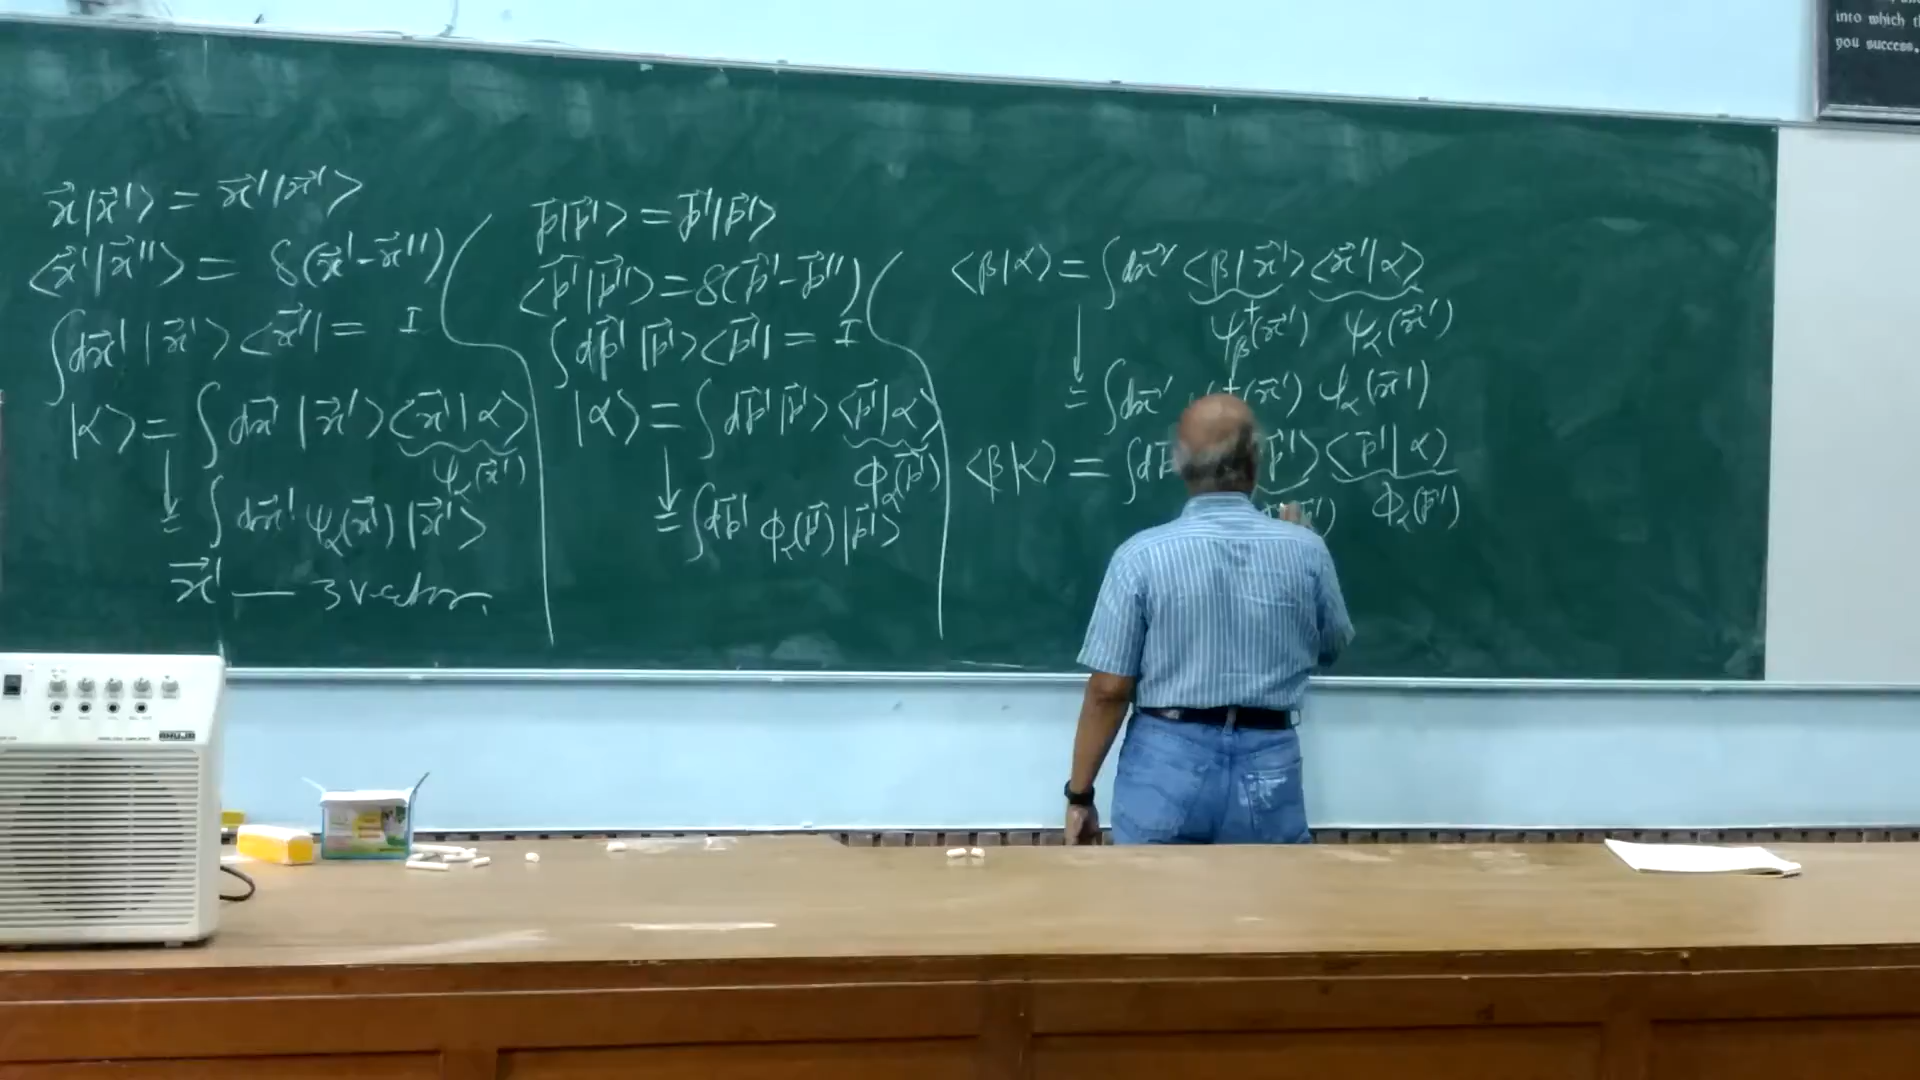 x⃗|x⃗'⟩ = x⃗'|x⃗'⟩
⟨x⃗'|x⃗''⟩ = δ(x⃗'-x⃗'')
∫dx⃗' |x⃗'⟩⟨x⃗'| = I
|α⟩ = ∫dx⃗' |x⃗'⟩⟨x⃗'|α⟩
ψ_α(x⃗')
= ∫dx⃗' ψ_α(x⃗')|x⃗'⟩
x⃗' — 3 vector
p⃗|p⃗'⟩ = p⃗'|p⃗'⟩
⟨p⃗'|p⃗''⟩ = δ(p⃗'-p⃗'')
∫dp⃗' |p⃗'⟩⟨p⃗'| = I
|α⟩ = ∫dp⃗' |p⃗'⟩⟨p⃗'|α⟩
ϕ_α(p⃗')
= ∫dp⃗' ϕ_α(p⃗')|p⃗'⟩
⟨β|α⟩ = ∫dx⃗' ⟨β|x⃗'⟩⟨x⃗'|α⟩
ψ_β^+(x⃗') ψ_α(x⃗')
= ∫dx⃗' (x⃗') ψ_α(x⃗')
⟨β|α⟩ = ∫dp p⃗'⟩⟨p⃗'|α⟩
p⃗') ϕ_α(p⃗')
into which
you success.
AHUJA